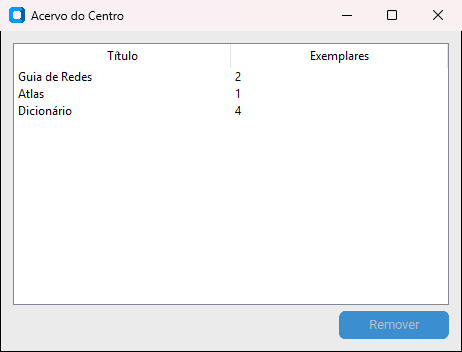 Acervo do Centro
Título Exemplares
Guia de Redes 2
Atlas 1
Dicionário 4
Remover